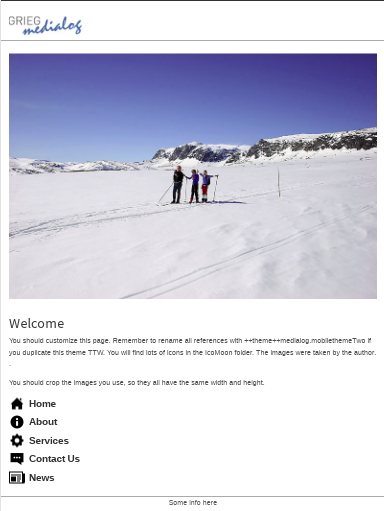 GRIEG
medialog
Welcome
You should customize this page. Remember to rename all references with ++theme++medialog.mobilethemeTwo if
you duplicate this theme TTW. You will find lots of icons in the IcoMoon folder. The images were taken by the author.
.
You should crop the images you use, so they all have the same width and height.
Home
About
Services
Contact Us
News
Some info here